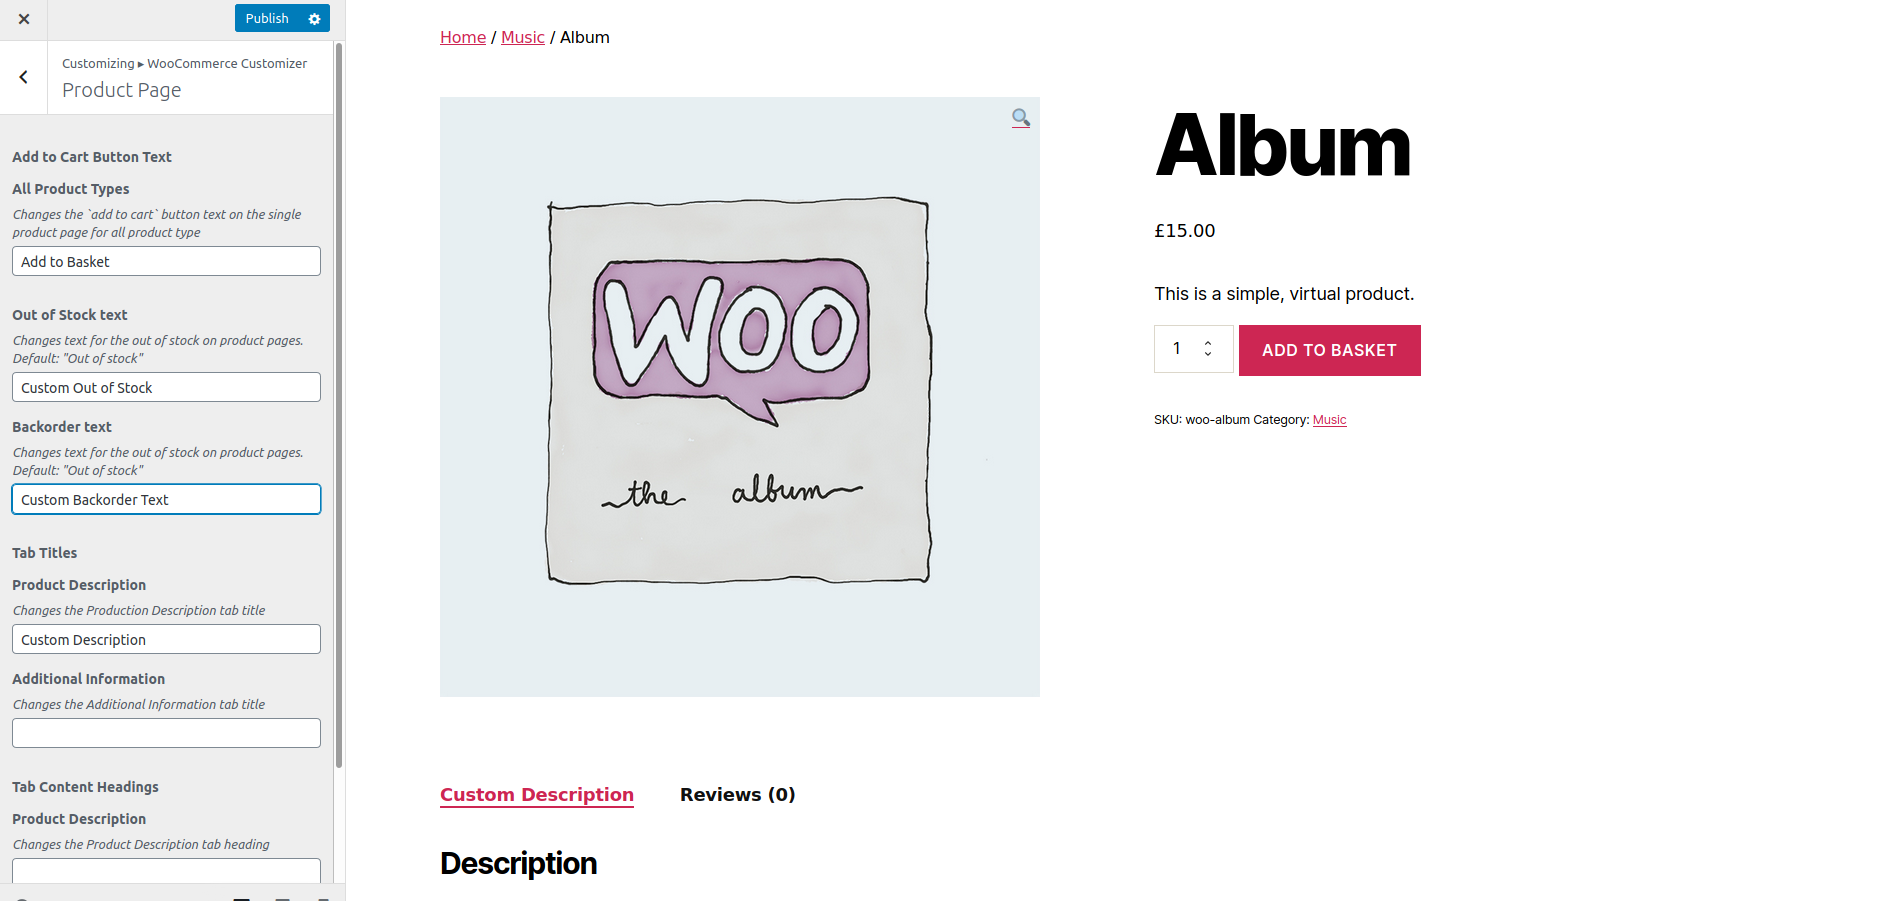 Publish
Customizing ▸ WooCommerce Customizer
Product Page
Add to Cart Button Text
All Product Types
Changes the `add to cart` button text on the single
product page for all product type
Add to Basket
Out of Stock text
Changes text for the out of stock on product pages.
Default: "Out of stock"
Custom Out of Stock
Backorder text
Changes text for the out of stock on product pages.
Default: "Out of stock"
Custom Backorder Text
Tab Titles
Product Description
Changes the Production Description tab title
Custom Description
Additional Information
Changes the Additional Information tab title
Tab Content Headings
Product Description
Changes the Product Description tab heading
Home / Music / Album
WOO
the album
Album
£15.00
This is a simple, virtual product.
1
ADD TO BASKET
SKU: woo-album Category: Music
Custom Description
Reviews (0)
Description